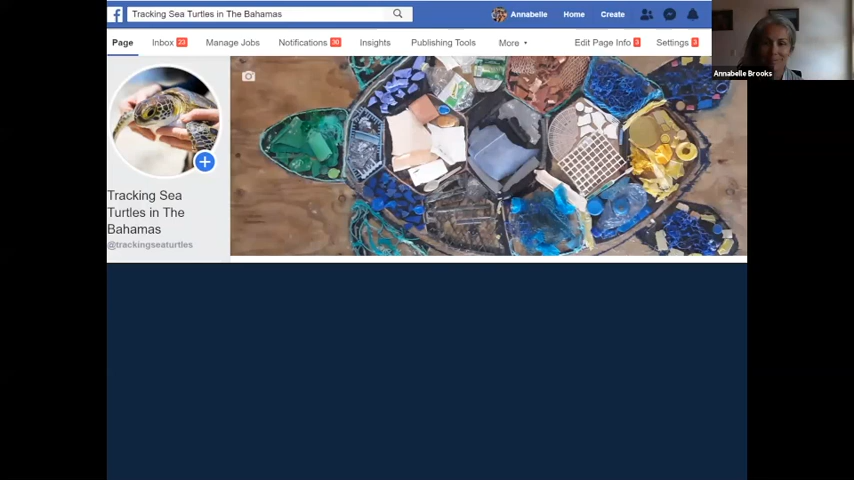 Tracking Sea Turtles in The Bahamas
Annabelle Home Create
Page Inbox 23 Manage Jobs Notifications 30 Insights Publishing Tools More Edit Page Info 3 Settings 3
Annabelle Brooks
Tracking Sea
Turtles in The
Bahamas
@trackingseaturtles